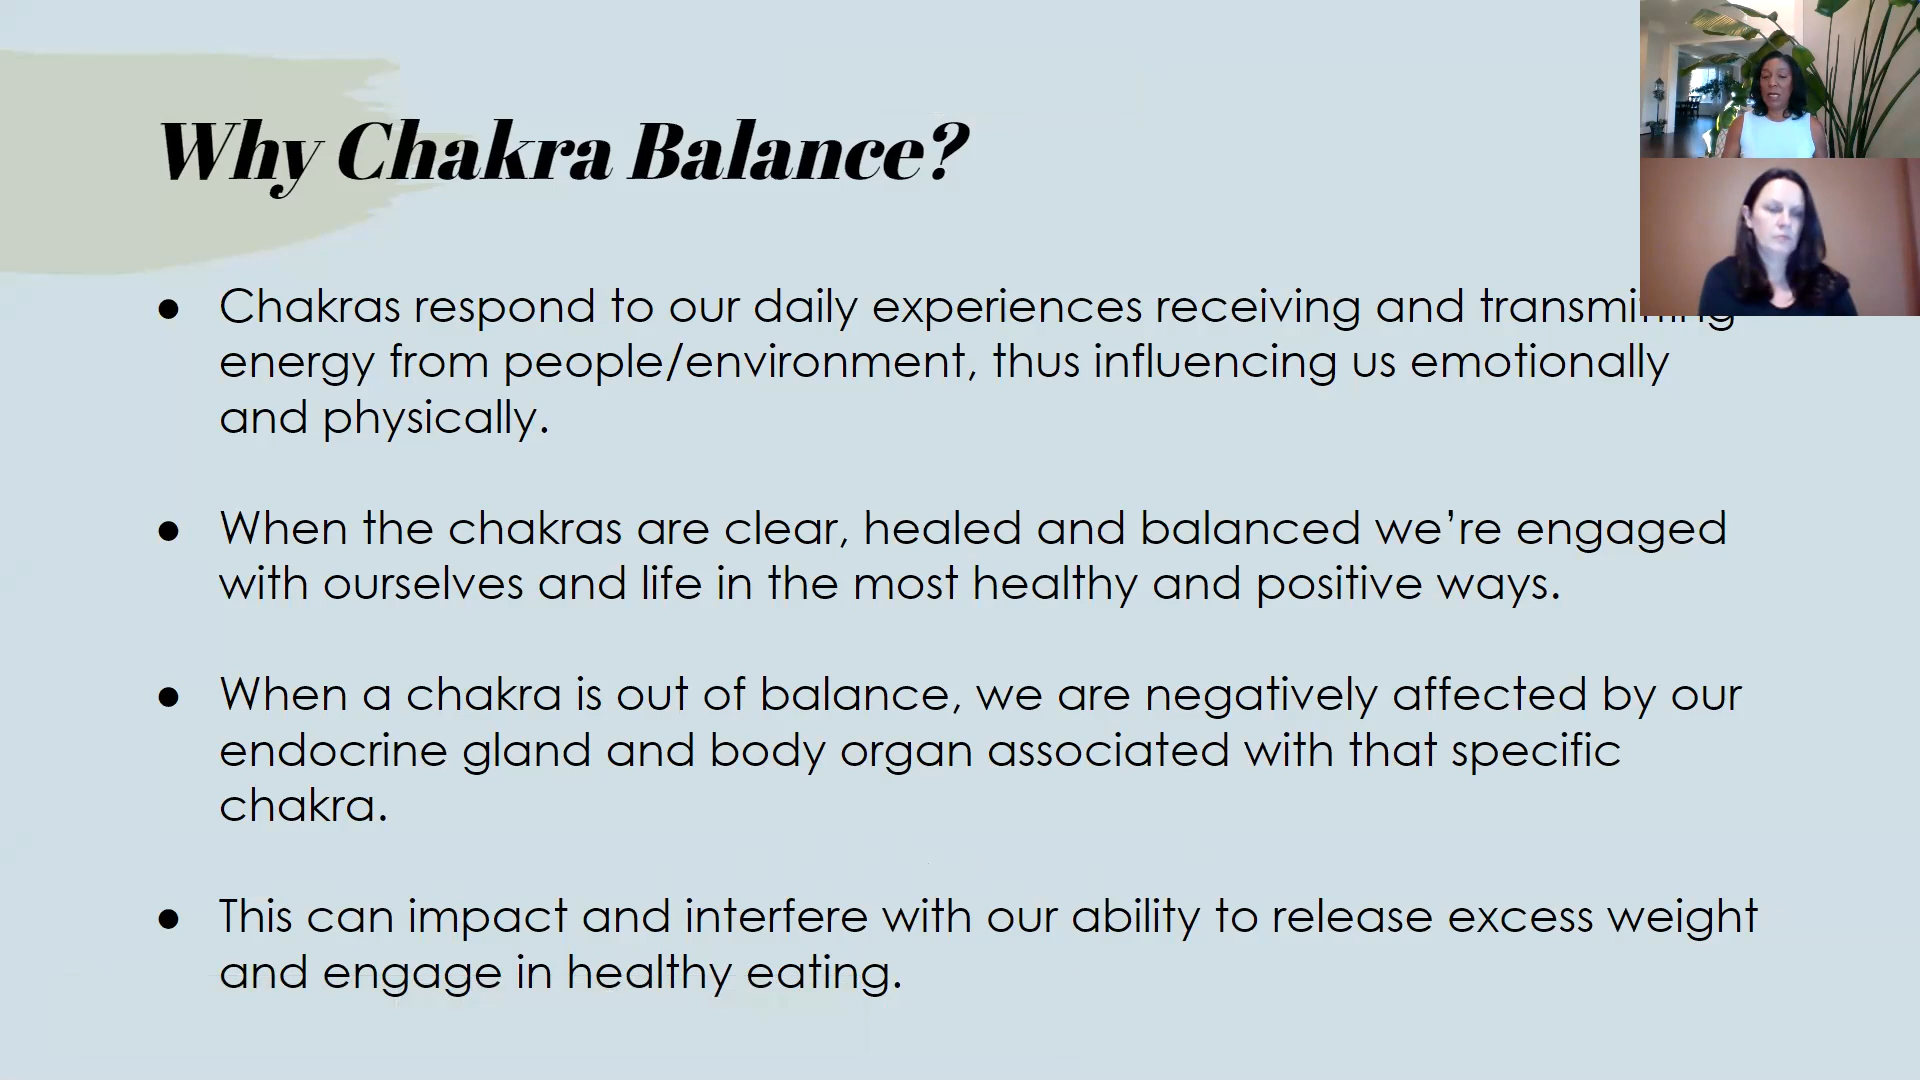 Why Chakra Balance?
● Chakras respond to our daily experiences receiving and
energy from people/environment, thus influencing us emotionally
and physically.
● When the chakras are clear, healed and balanced we’re engaged
with ourselves and life in the most healthy and positive ways.
● When a chakra is out of balance, we are negatively affected by our
endocrine gland and body organ associated with that specific
chakra.
● This can impact and interfere with our ability to release excess weight
and engage in healthy eating.